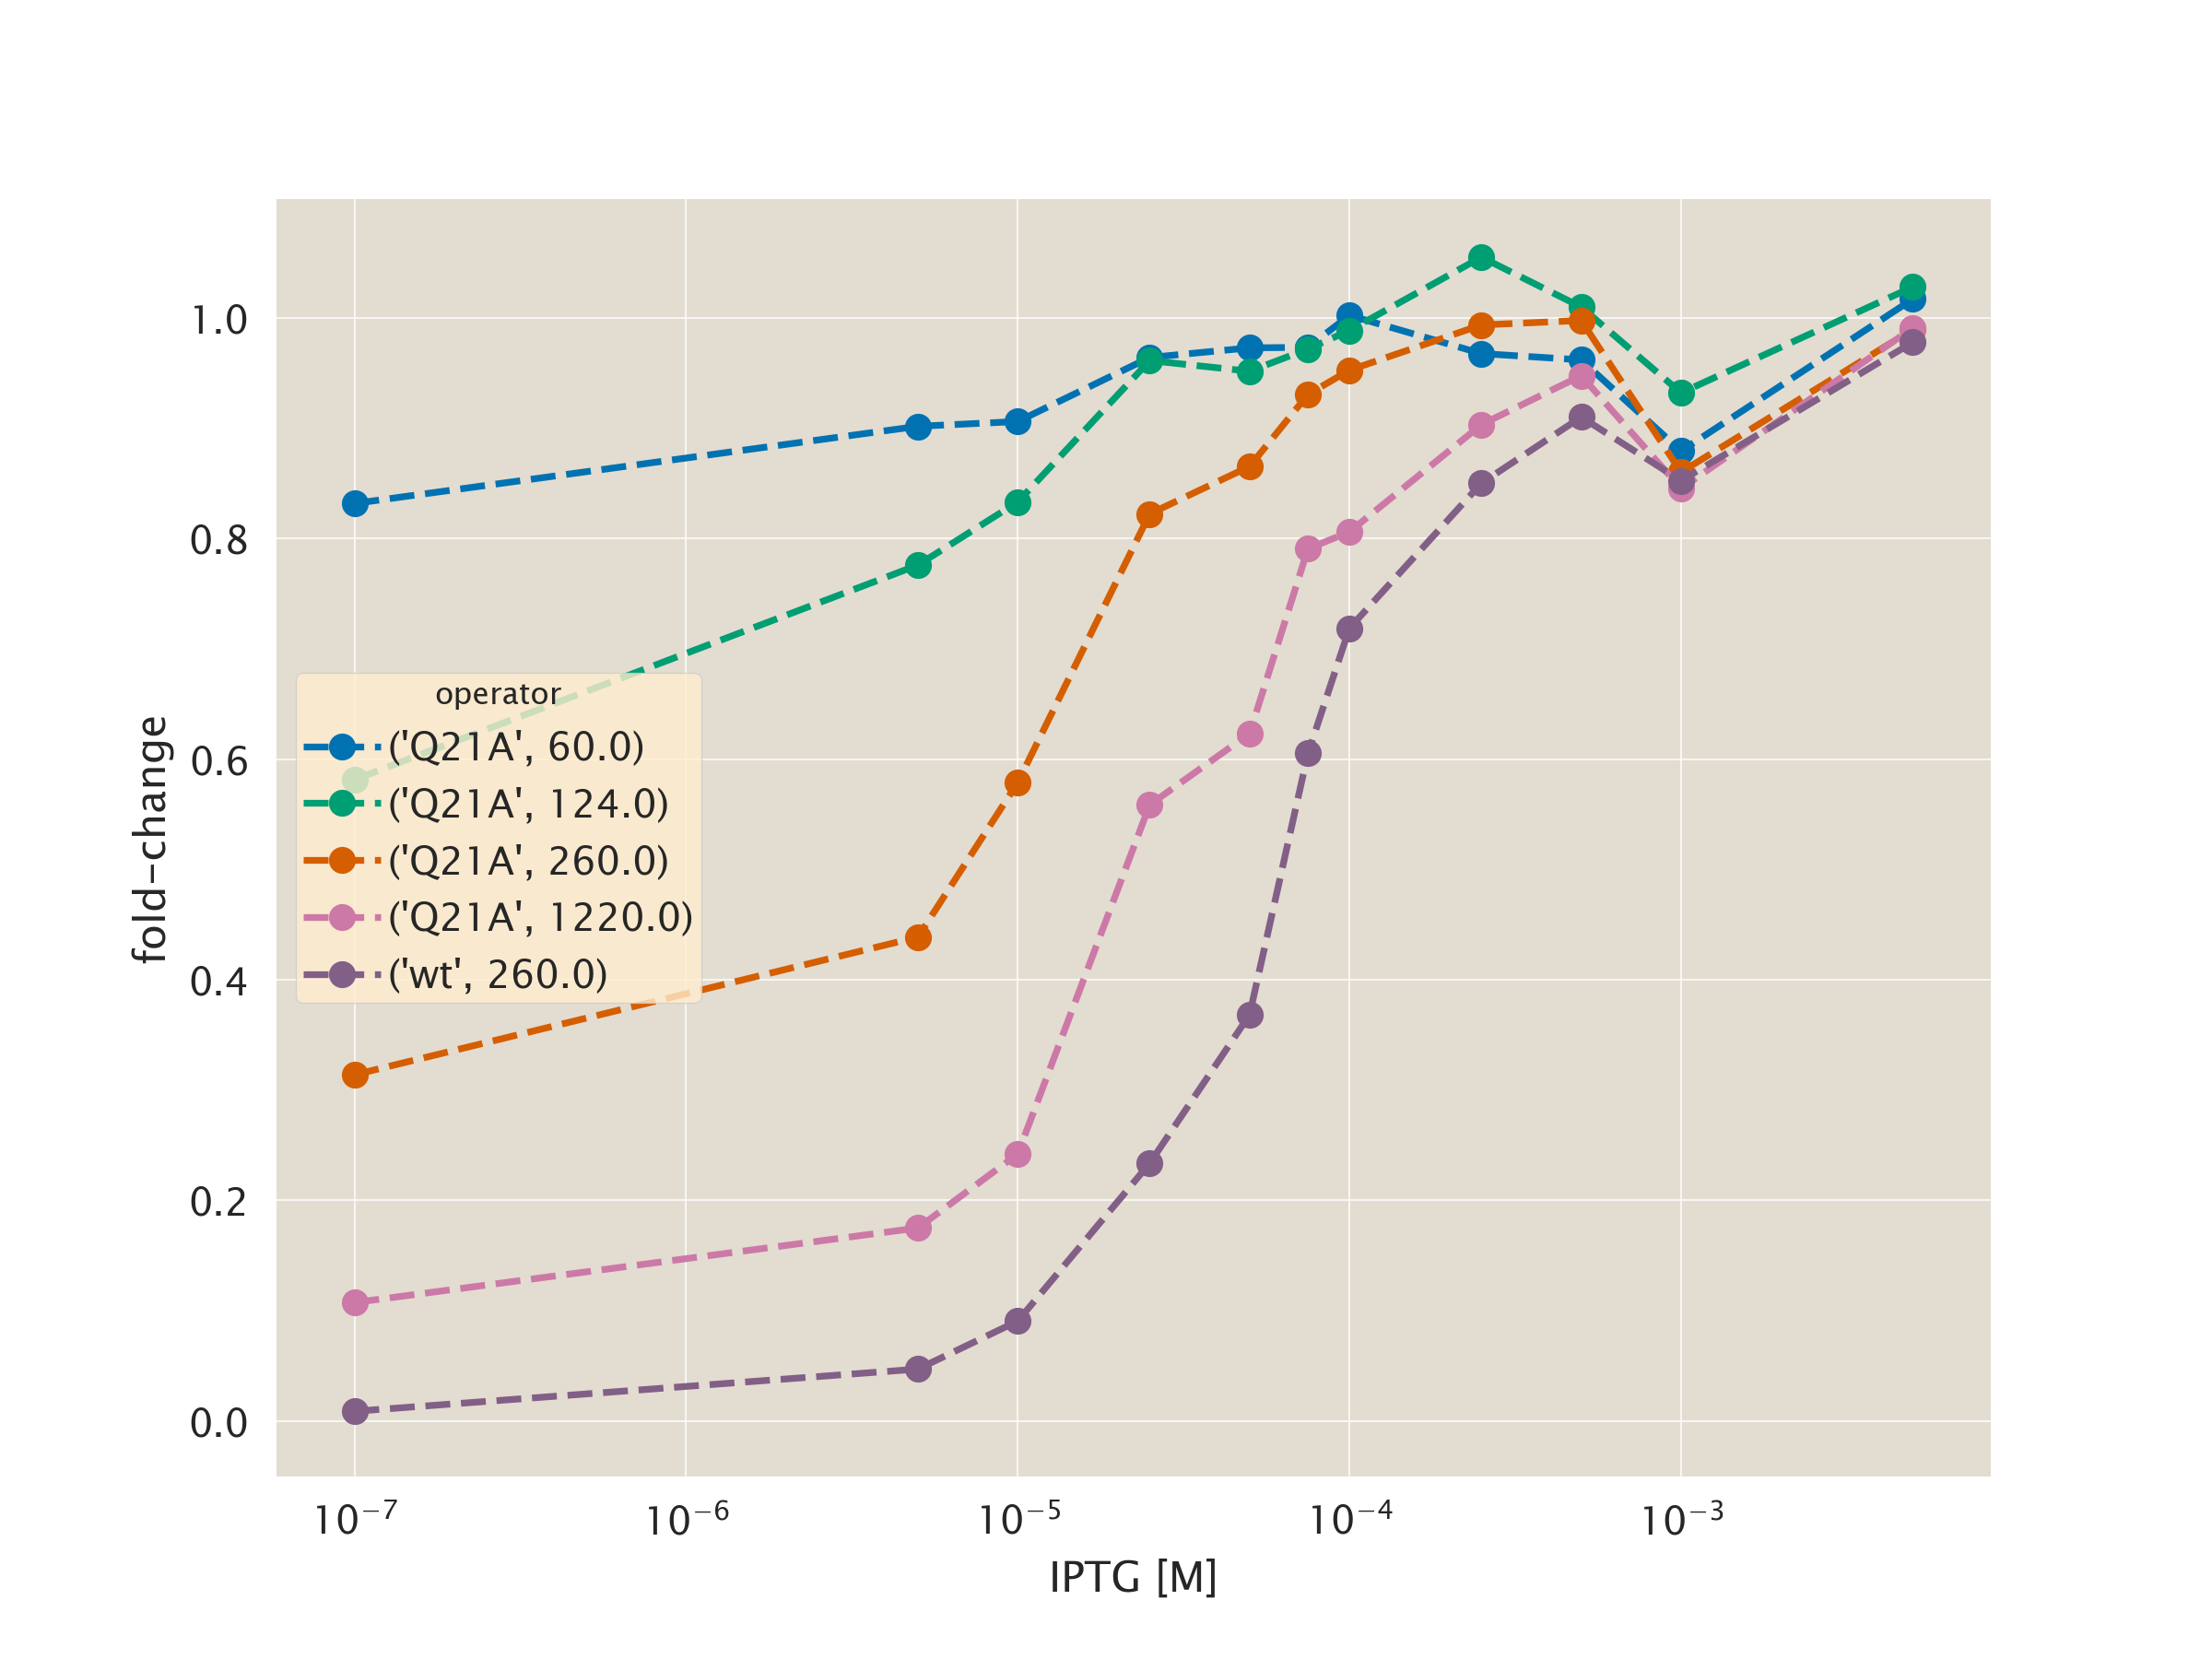 1.0
0.8
0.6
0.4
0.2
0.0
fold-change
operator
('Q21A', 60.0)
('Q21A', 124.0)
('Q21A', 260.0)
('Q21A', 1220.0)
('wt', 260.0)
10⁻⁷ 10⁻⁶ 10⁻⁵ 10⁻⁴ 10⁻³
IPTG [M]